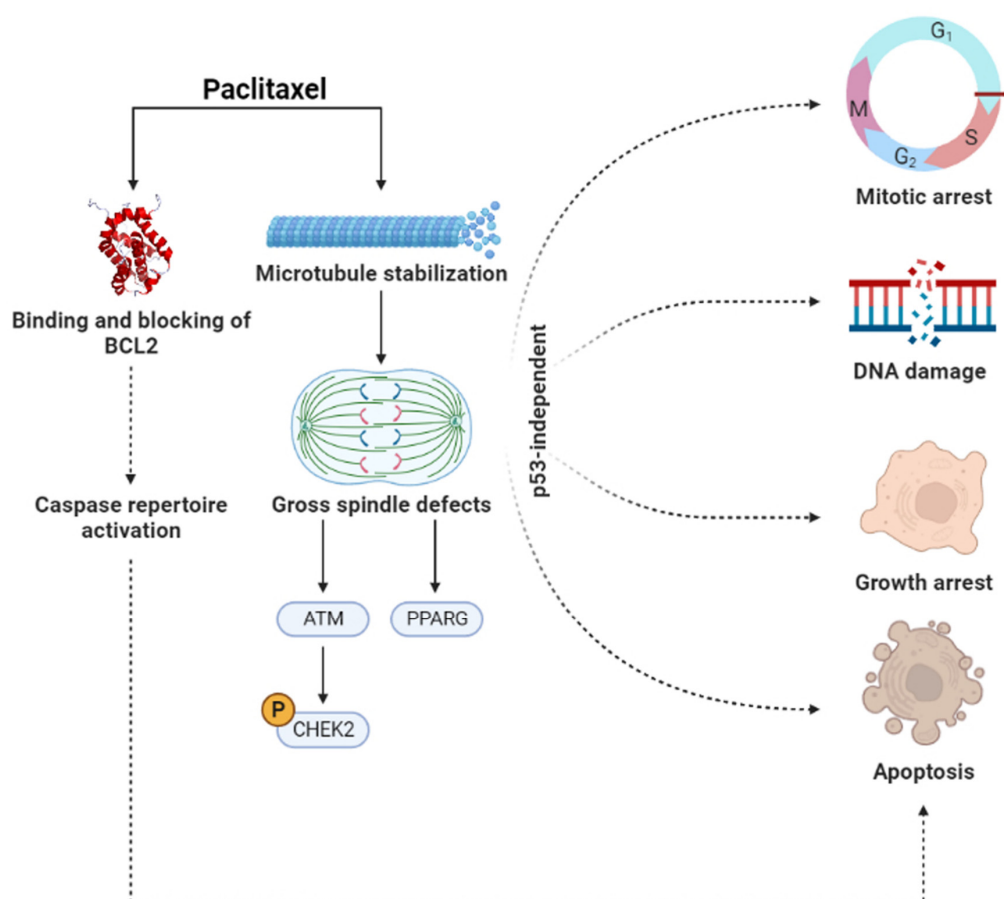 Paclitaxel
Binding and blocking of
BCL2
Caspase repertoire
activation
Microtubule stabilization
Gross spindle defects
ATM
PPARG
P
CHEK2
p53-independent
G₁
M
S
G₂
Mitotic arrest
DNA damage
Growth arrest
Apoptosis